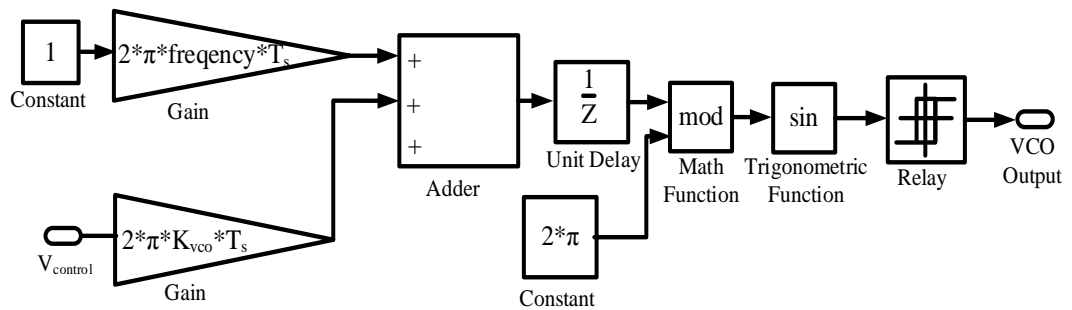 1
Constant
2*π*freqency*Ts
Gain
+
+
+
Adder
1
Z
Unit Delay
mod
Math
Function
sin
Trigonometric
Function
Relay
VCO
Output
Vcontrol
2*π*Kvco*Ts
Gain
2*π
Constant